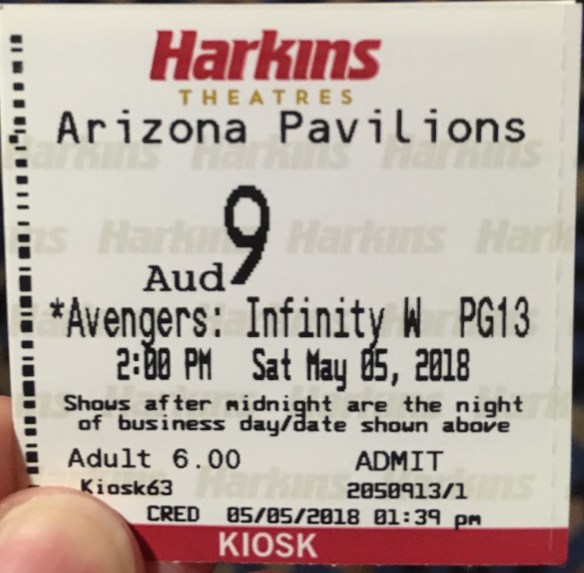 Harkins
THEATRES
Arizona Pavilions
Aud 9
*Avengers: Infinity W PG13
2:00 PM Sat May 05, 2018
Shows after midnight are the night
of business day/date shown above
Adult 6.00 ADMIT
Kiosk63 2050913/1
CRED 05/05/2018 01:39 pm
KIOSK